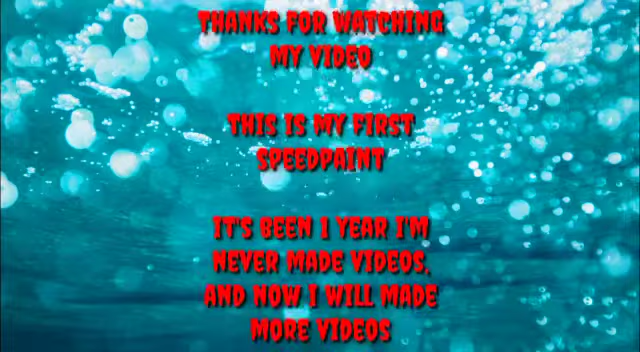 THANKS FOR WATCHING
MY VIDEO
THIS IS MY FIRST
SPEEDPAINT
IT'S BEEN 1 YEAR I'M
NEVER MADE VIDEOS,
AND NOW I WILL MADE
MORE VIDEOS